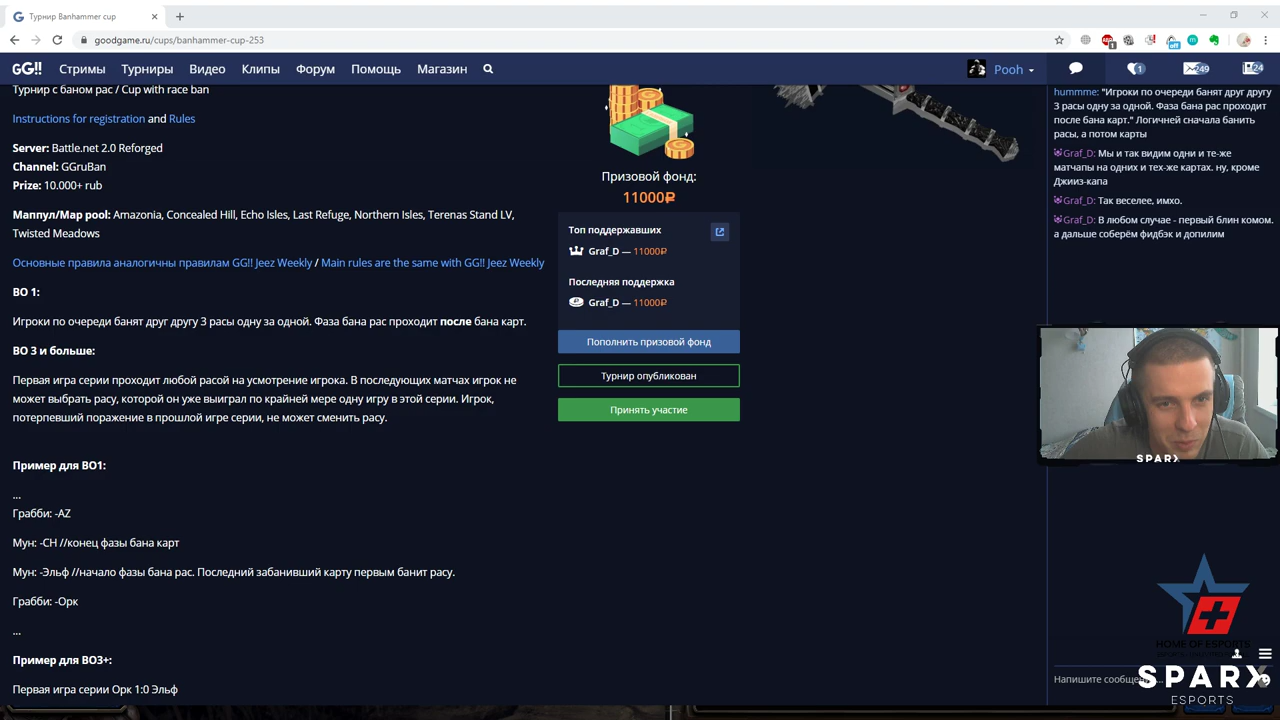 Турнир Banhammer cup
goodgame.ru/cups/banhammer-cup-253
GG!!
Стримы
Турниры
Видео
Клипы
Форум
Помощь
Магазин
Pooh
1
249
24
Турнир с баном рас / Cup with race ban
Instructions for registration and Rules
Server: Battle.net 2.0 Reforged
Channel: GGruBan
Prize: 10.000+ rub
Маппул/Map pool: Amazonia, Concealed Hill, Echo Isles, Last Refuge, Northern Isles, Terenas Stand LV,
Twisted Meadows
Основные правила аналогичны правилам GG!! Jeez Weekly / Main rules are the same with GG!! Jeez Weekly
BO 1:
Игроки по очереди банят друг другу 3 расы одну за одной. Фаза бана рас проходит после бана карт.
BO 3 и больше:
Первая игра серии проходит любой расой на усмотрение игрока. В последующих матчах игрок не
может выбрать расу, которой он уже выиграл по крайней мере одну игру в этой серии. Игрок,
потерпевший поражение в прошлой игре серии, не может сменить расу.
Пример для BO1:
...
Грабби: -AZ
Мун: -CH //конец фазы бана карт
Мун: -Эльф //начало фазы бана рас. Последний забанивший карту первым банит расу.
Грабби: -Орк
...
Пример для BO3+:
Первая игра серии Орк 1:0 Эльф
Призовой фонд:
11000₽
Топ поддержавших
Graf_D — 11000₽
Последняя поддержка
Graf_D — 11000₽
Пополнить призовой фонд
Турнир опубликован
Принять участие
hummme: "Игроки по очереди банят друг другу
3 расы одну за одной. Фаза бана рас проходит
после бана карт." Логичней сначала банить
расы, а потом карты
Graf_D: Мы и так видим одни и те-же
матчапы на одних и тех-же картах. ну, кроме
Джииз-капа
Graf_D: Так веселее, имхо.
Graf_D: В любом случае - первый блин комом.
а дальше соберём фидбэк и допилим
SPARX
HOME OF ESPORTS
Напишите сообщ
SPARX
ESPORTS